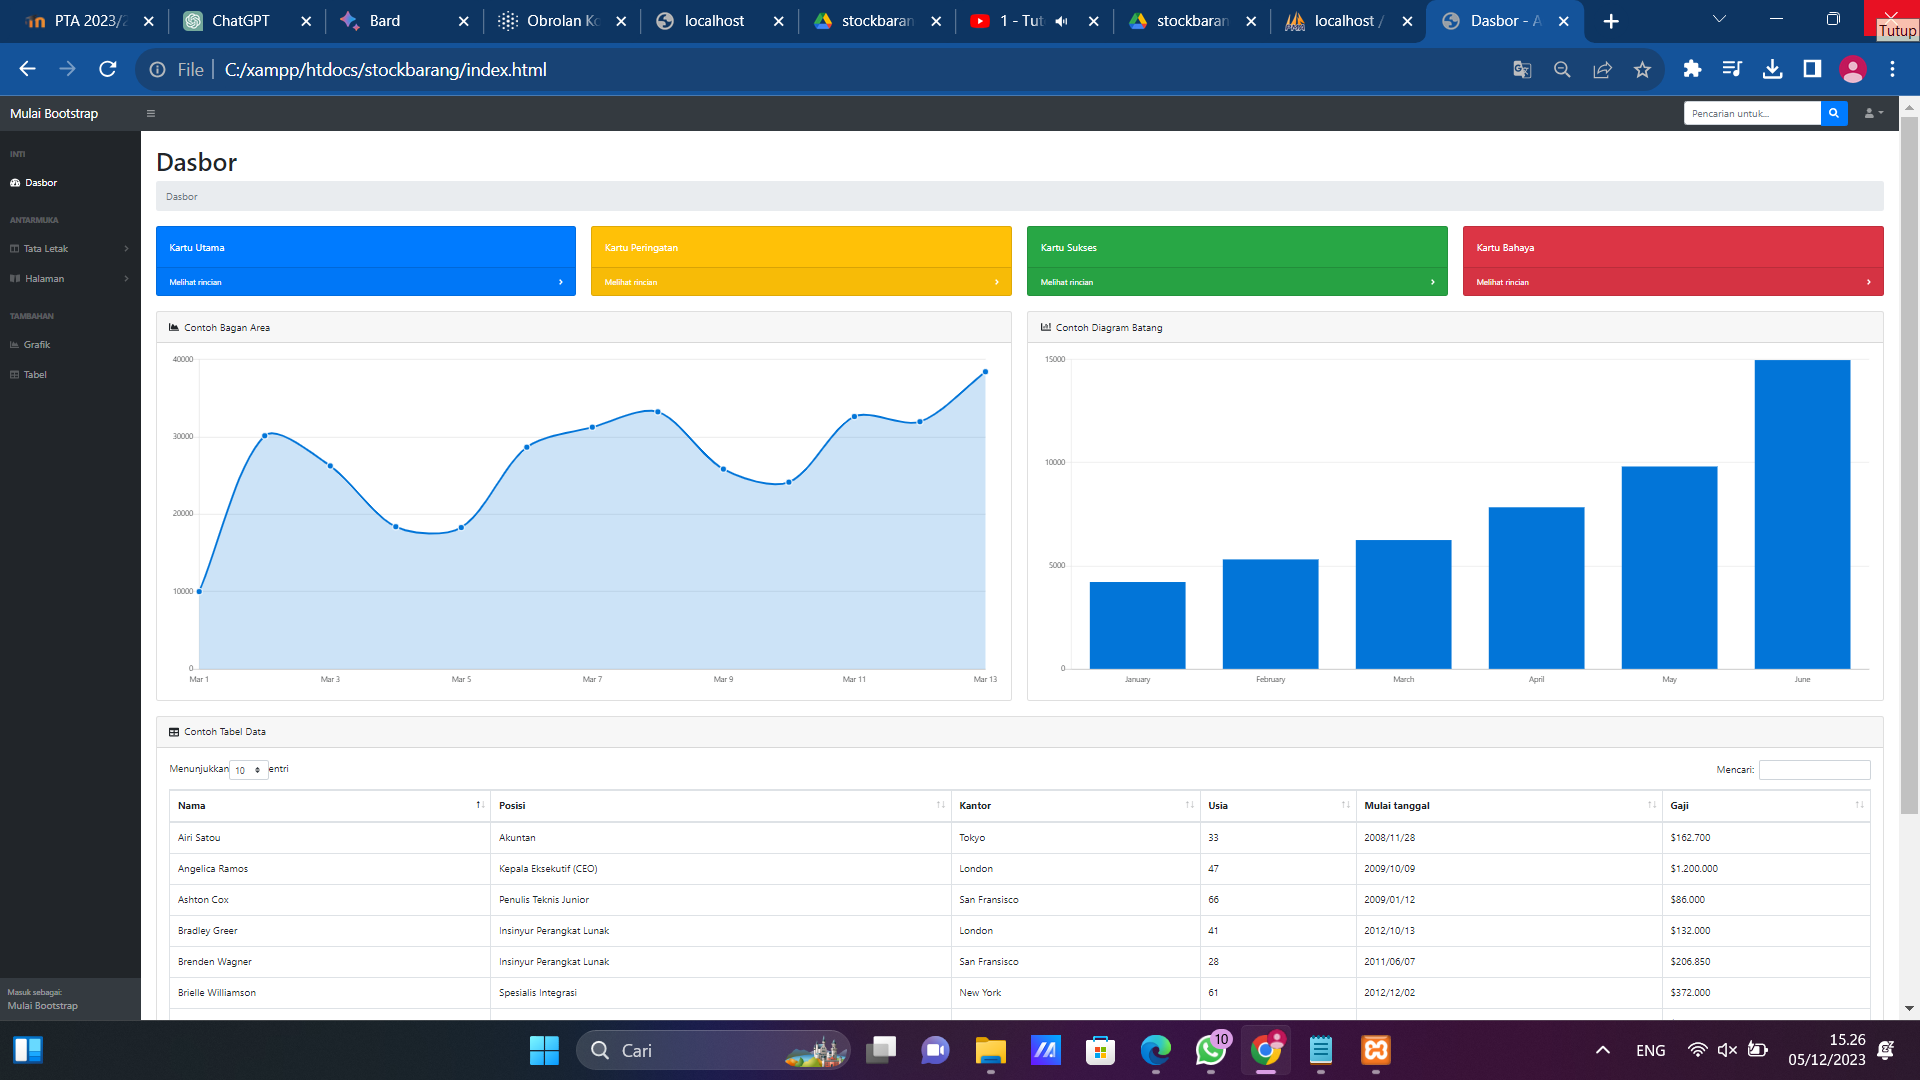 PTA 2023/2
ChatGPT
Bard
Obrolan Ko
localhost
stockbaran
1 - Tut
stockbaran
localhost /
Dasbor - A
Tutup
File
C:/xampp/htdocs/stockbarang/index.html
Mulai Bootstrap
Pencarian untuk...
INTI
Dasbor
ANTARMUKA
Tata Letak
Halaman
TAMBAHAN
Grafik
Tabel
Masuk sebagai:
Mulai Bootstrap
Dasbor
Dasbor
Kartu Utama
Melihat rincian
Kartu Peringatan
Melihat rincian
Kartu Sukses
Melihat rincian
Kartu Bahaya
Melihat rincian
Contoh Bagan Area
40000
30000
20000
10000
0
Mar 1 Mar 3 Mar 5 Mar 7 Mar 9 Mar 11 Mar 13
Contoh Diagram Batang
15000
10000
5000
0
January February March April May June
Contoh Tabel Data
Menunjukkan 10 entri
Mencari:
Nama Posisi Kantor Usia Mulai tanggal Gaji
Airi Satou Akuntan Tokyo 33 2008/11/28 $162.700
Angelica Ramos Kepala Eksekutif (CEO) London 47 2009/10/09 $1.200.000
Ashton Cox Penulis Teknis Junior San Fransisco 66 2009/01/12 $86.000
Bradley Greer Insinyur Perangkat Lunak London 41 2012/10/13 $132.000
Brenden Wagner Insinyur Perangkat Lunak San Fransisco 28 2011/06/07 $206.850
Brielle Williamson Spesialis Integrasi New York 61 2012/12/02 $372.000
Cari
10
ENG
15.26
05/12/2023